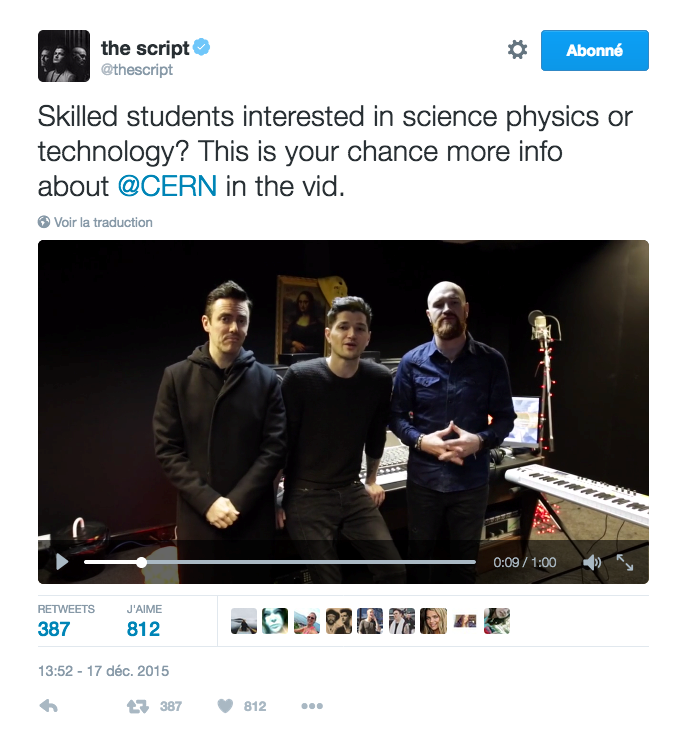 the script
@thescript
Abonné
Skilled students interested in science physics or
technology? This is your chance more info
about @CERN in the vid.
Voir la traduction
0:09 / 1:00
RETWEETS
J'AIME
387
812
13:52 - 17 déc. 2015
387
812